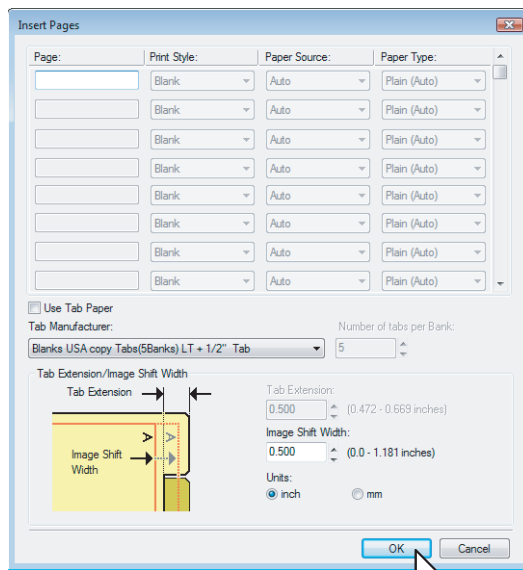 Insert Pages
Page: Print Style: Paper Source: Paper Type:
Blank Auto Plain (Auto)
Blank Auto Plain (Auto)
Blank Auto Plain (Auto)
Blank Auto Plain (Auto)
Blank Auto Plain (Auto)
Blank Auto Plain (Auto)
Blank Auto Plain (Auto)
Blank Auto Plain (Auto)
Use Tab Paper
Tab Manufacturer: Number of tabs per Bank:
Blanks USA copy Tabs(5Banks) LT + 1/2" Tab 5
Tab Extension/Image Shift Width
Tab Extension
Tab Extension:
0.500 (0.472 - 0.669 inches)
A A
Image Shift Width:
Image Shift
Width
0.500 (0.0 - 1.181 inches)
Units:
inch mm
OK Cancel